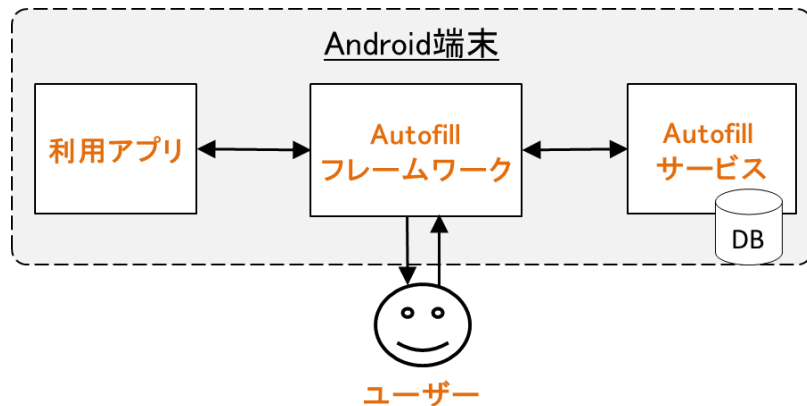 Android端末
利用アプリ
Autofill
フレームワーク
Autofill
サービス
DB
ユーザー